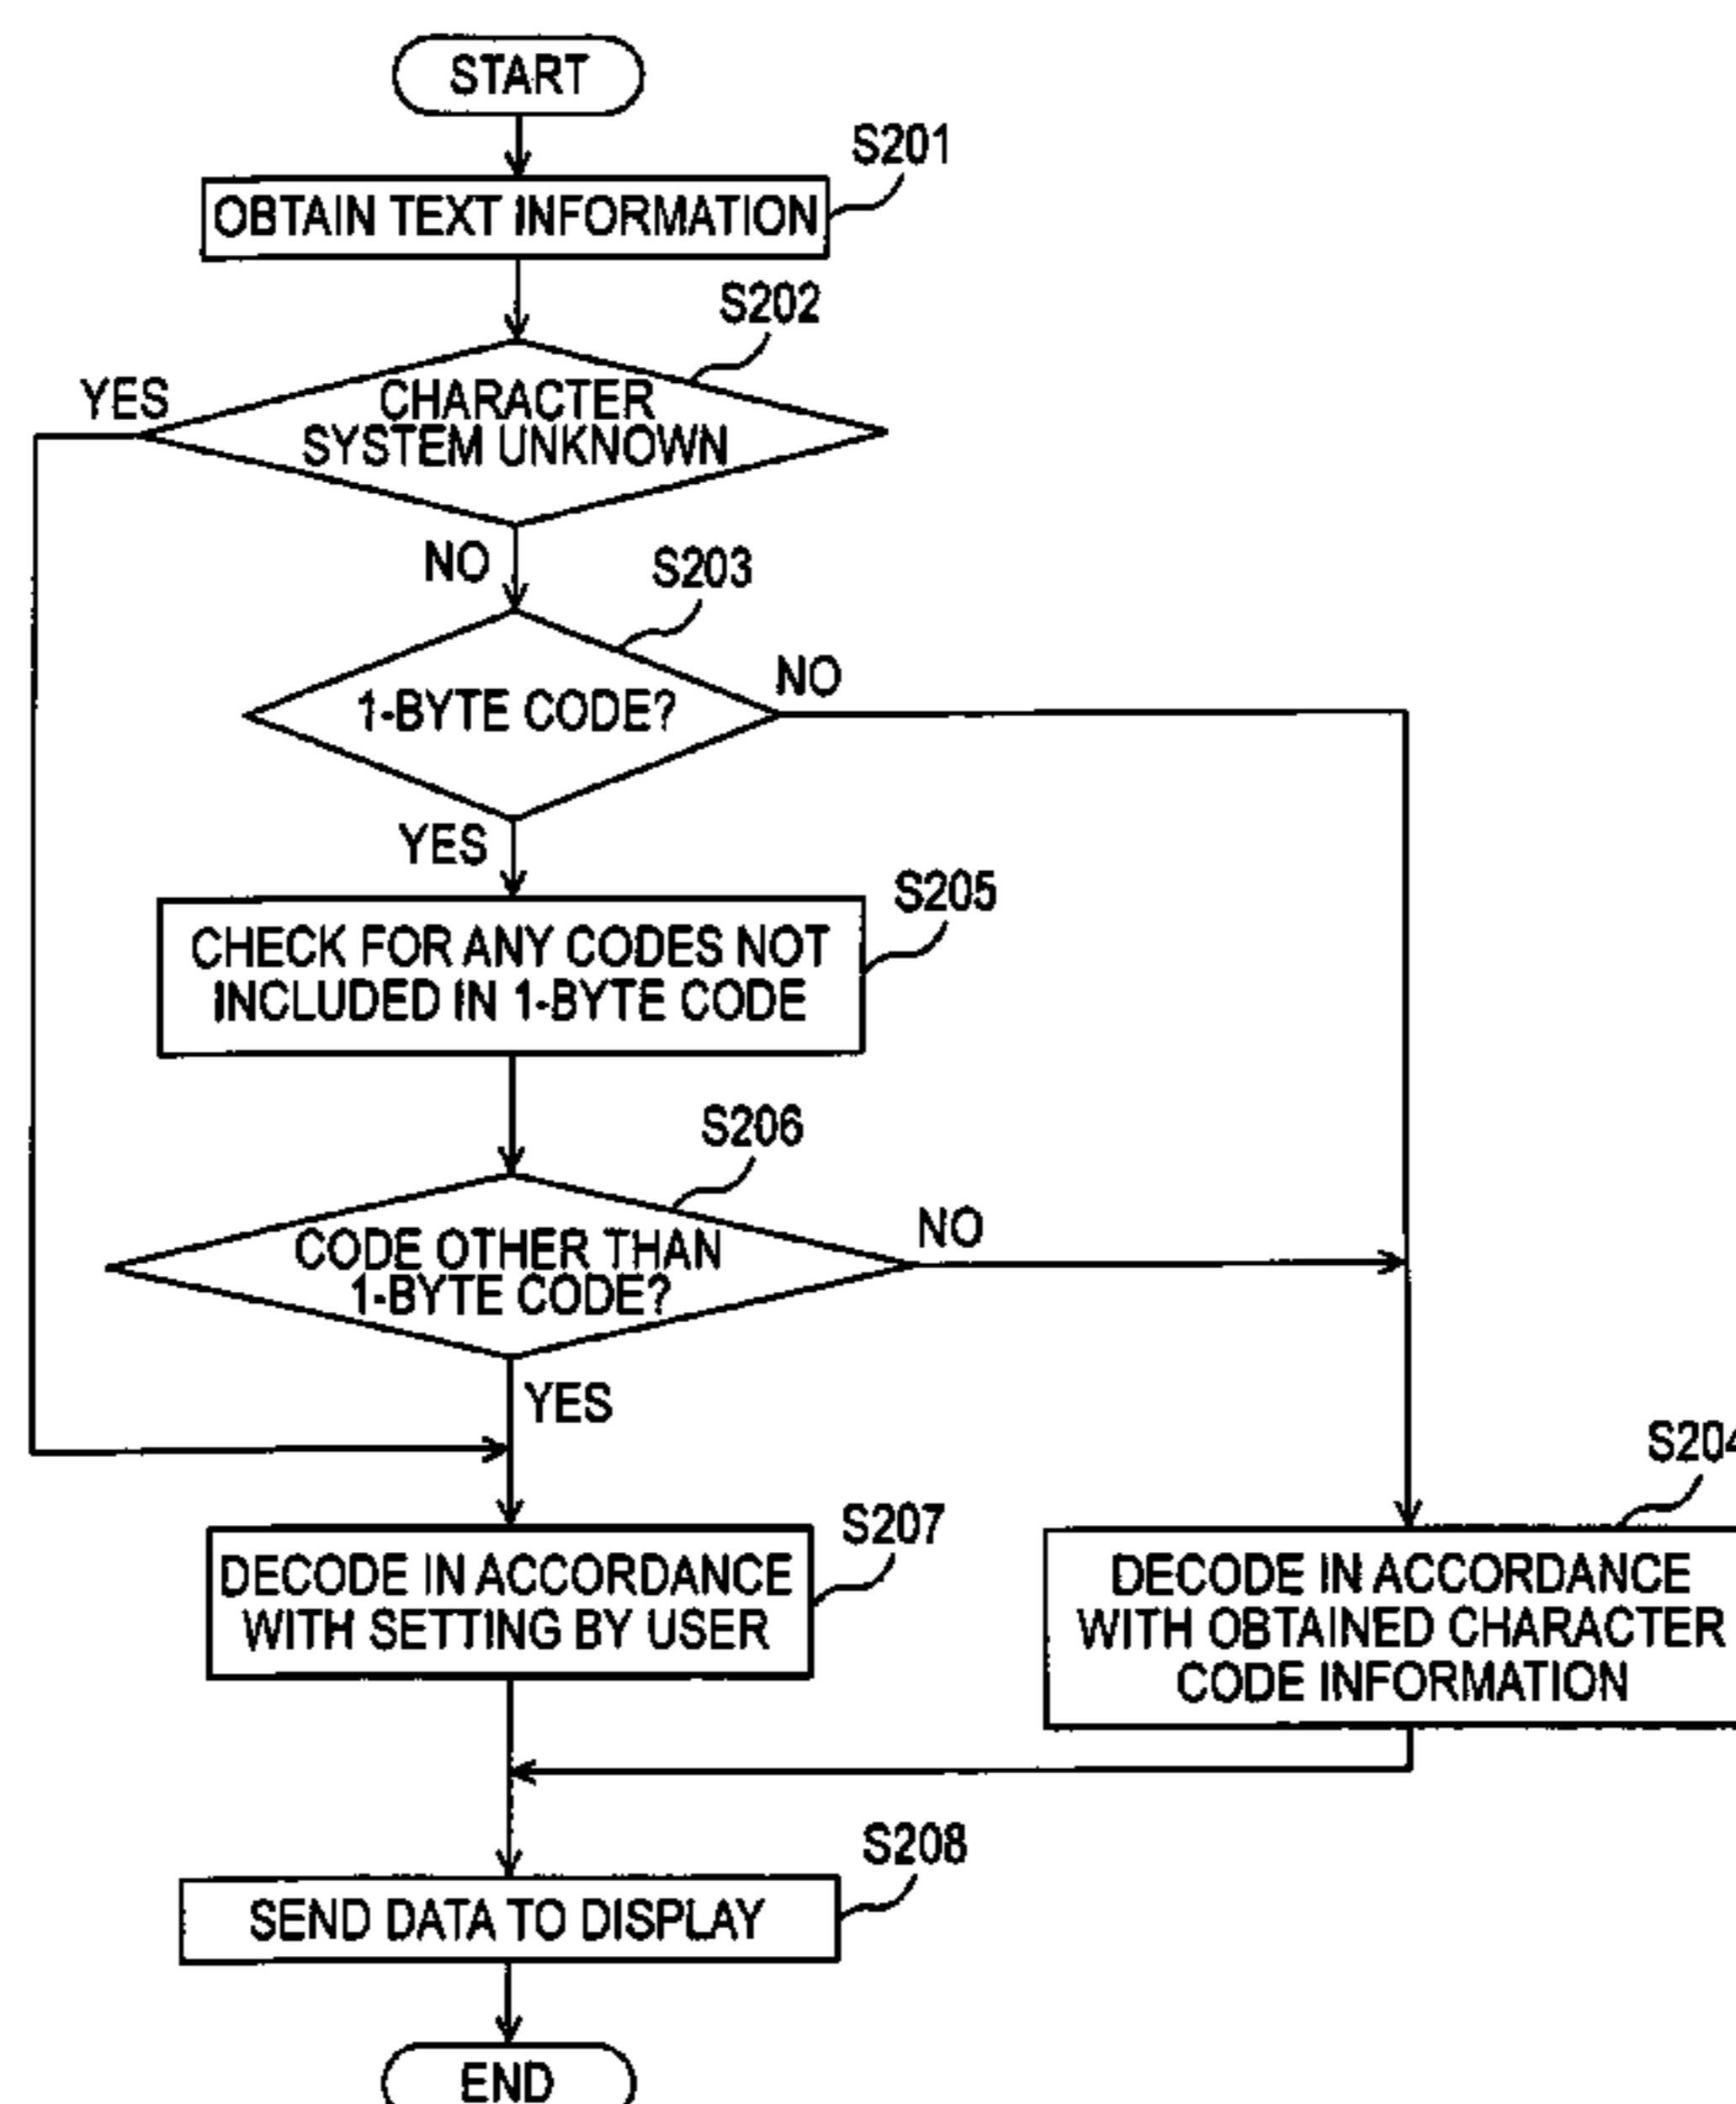 START
S201
OBTAIN TEXT INFORMATION
S202
YES
CHARACTER
SYSTEM UNKNOWN
NO
S203
1-BYTE CODE?
NO
YES
S205
CHECK FOR ANY CODES NOT
INCLUDED IN 1-BYTE CODE
S206
CODE OTHER THAN
1-BYTE CODE?
NO
YES
S207
DECODE IN ACCORDANCE
WITH SETTING BY USER
S204
DECODE IN ACCORDANCE
WITH OBTAINED CHARACTER
CODE INFORMATION
S208
SEND DATA TO DISPLAY
END